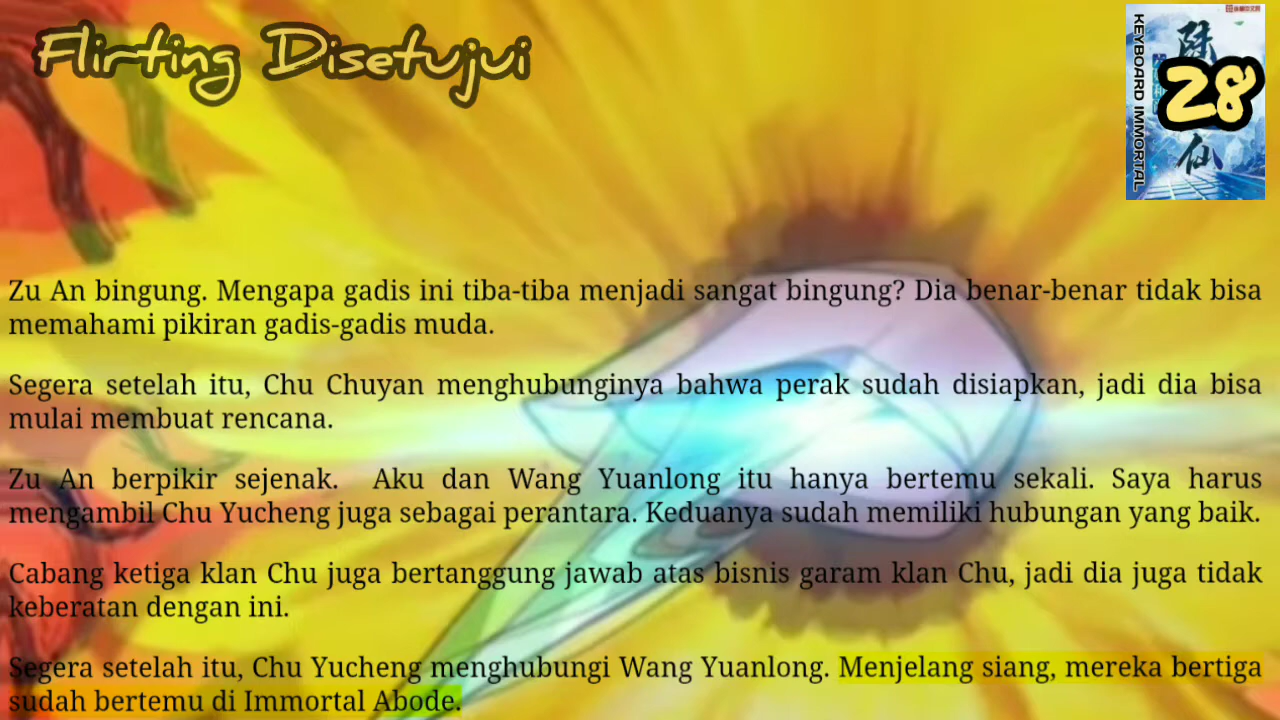 Flirting Disetujui
KEYBOARD IMMORTAL
28
仙
Zu An bingung. Mengapa gadis ini tiba-tiba menjadi sangat bingung? Dia benar-benar tidak bisa
memahami pikiran gadis-gadis muda.
Segera setelah itu, Chu Chuyan menghubunginya bahwa perak sudah disiapkan, jadi dia bisa
mulai membuat rencana.
Zu An berpikir sejenak.  Aku dan Wang Yuanlong itu hanya bertemu sekali. Saya harus
mengambil Chu Yucheng juga sebagai perantara. Keduanya sudah memiliki hubungan yang baik.
Cabang ketiga klan Chu juga bertanggung jawab atas bisnis garam klan Chu, jadi dia juga tidak
keberatan dengan ini.
Segera setelah itu, Chu Yucheng menghubungi Wang Yuanlong. Menjelang siang, mereka bertiga
sudah bertemu di Immortal Abode.